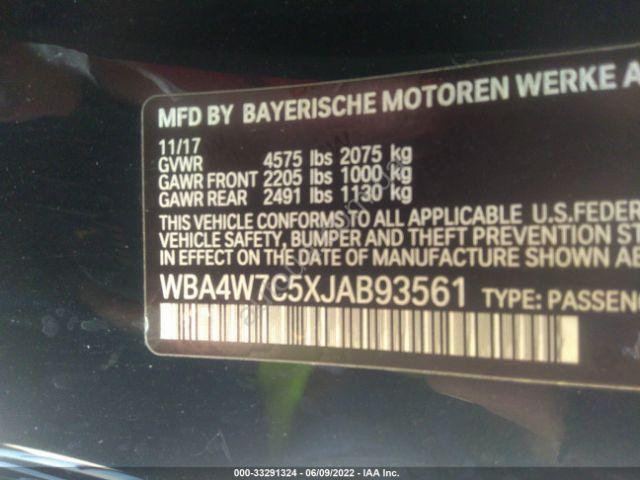 MFD BY BAYERISCHE MOTOREN WERKE A
11/17
GVWR 4575 lbs 2075 kg
GAWR FRONT 2205 lbs 1000 kg
GAWR REAR 2491 lbs 1130 kg
THIS VEHICLE CONFORMS TO ALL APPLICABLE U.S.FEDER
VEHICLE SAFETY, BUMPER AND THEFT PREVENTION ST
IN EFFECT ON THE DATE OF MANUFACTURE SHOWN AB
WBA4W7C5XJAB93561 TYPE: PASSEN
000-33291324 | 06/09/2022 - IAA Inc.